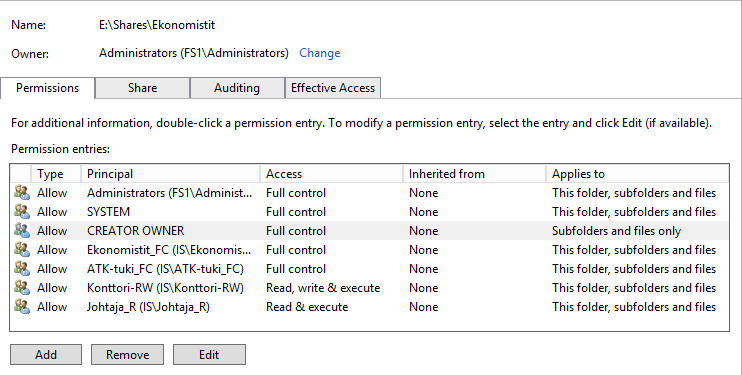 Name: E:\Shares\Ekonomistit
Owner: Administrators (FS1\Administrators) Change
Permissions Share Auditing Effective Access
For additional information, double-click a permission entry. To modify a permission entry, select the entry and click Edit (if available).
Permission entries:
Type Principal Access Inherited from Applies to
Allow Administrators (FS1\Administ... Full control None This folder, subfolders and files
Allow SYSTEM Full control None This folder, subfolders and files
Allow CREATOR OWNER Full control None Subfolders and files only
Allow Ekonomistit_FC (IS\Ekonomis... Full control None This folder, subfolders and files
Allow ATK-tuki_FC (IS\ATK-tuki_FC) Full control None This folder, subfolders and files
Allow Konttori-RW (IS\Konttori-RW) Read, write & execute None This folder, subfolders and files
Allow Johtaja_R (IS\Johtaja_R) Read & execute None This folder, subfolders and files
Add Remove Edit